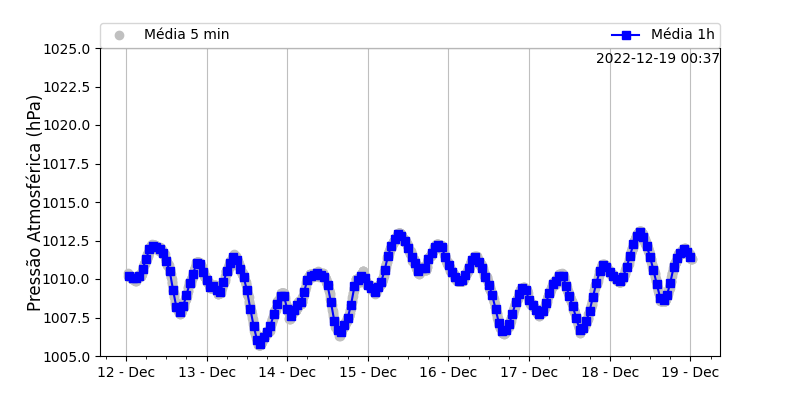 Média 5 min
Média 1h
2022-12-19 00:37
Pressão Atmosférica (hPa)
1025.0
1022.5
1020.0
1017.5
1015.0
1012.5
1010.0
1007.5
1005.0
12 - Dec
13 - Dec
14 - Dec
15 - Dec
16 - Dec
17 - Dec
18 - Dec
19 - Dec